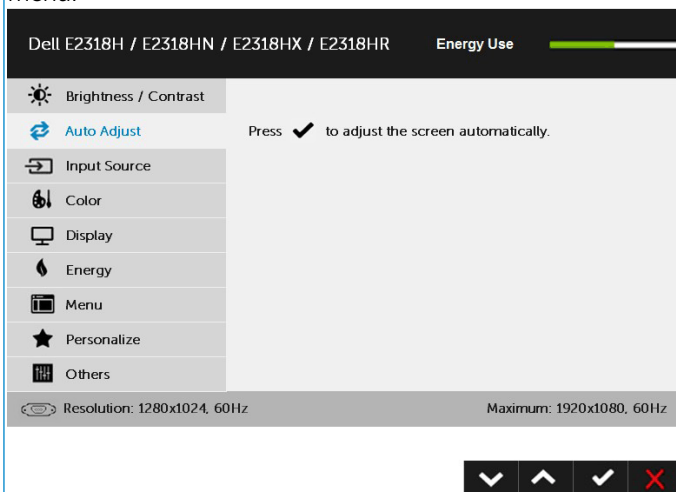 menu.
Dell E2318H / E2318HN / E2318HX / E2318HR Energy Use
Brightness / Contrast
Auto Adjust
Press ✔ to adjust the screen automatically.
Input Source
Color
Display
Energy
Menu
Personalize
Others
Resolution: 1280x1024, 60Hz Maximum: 1920x1080, 60Hz